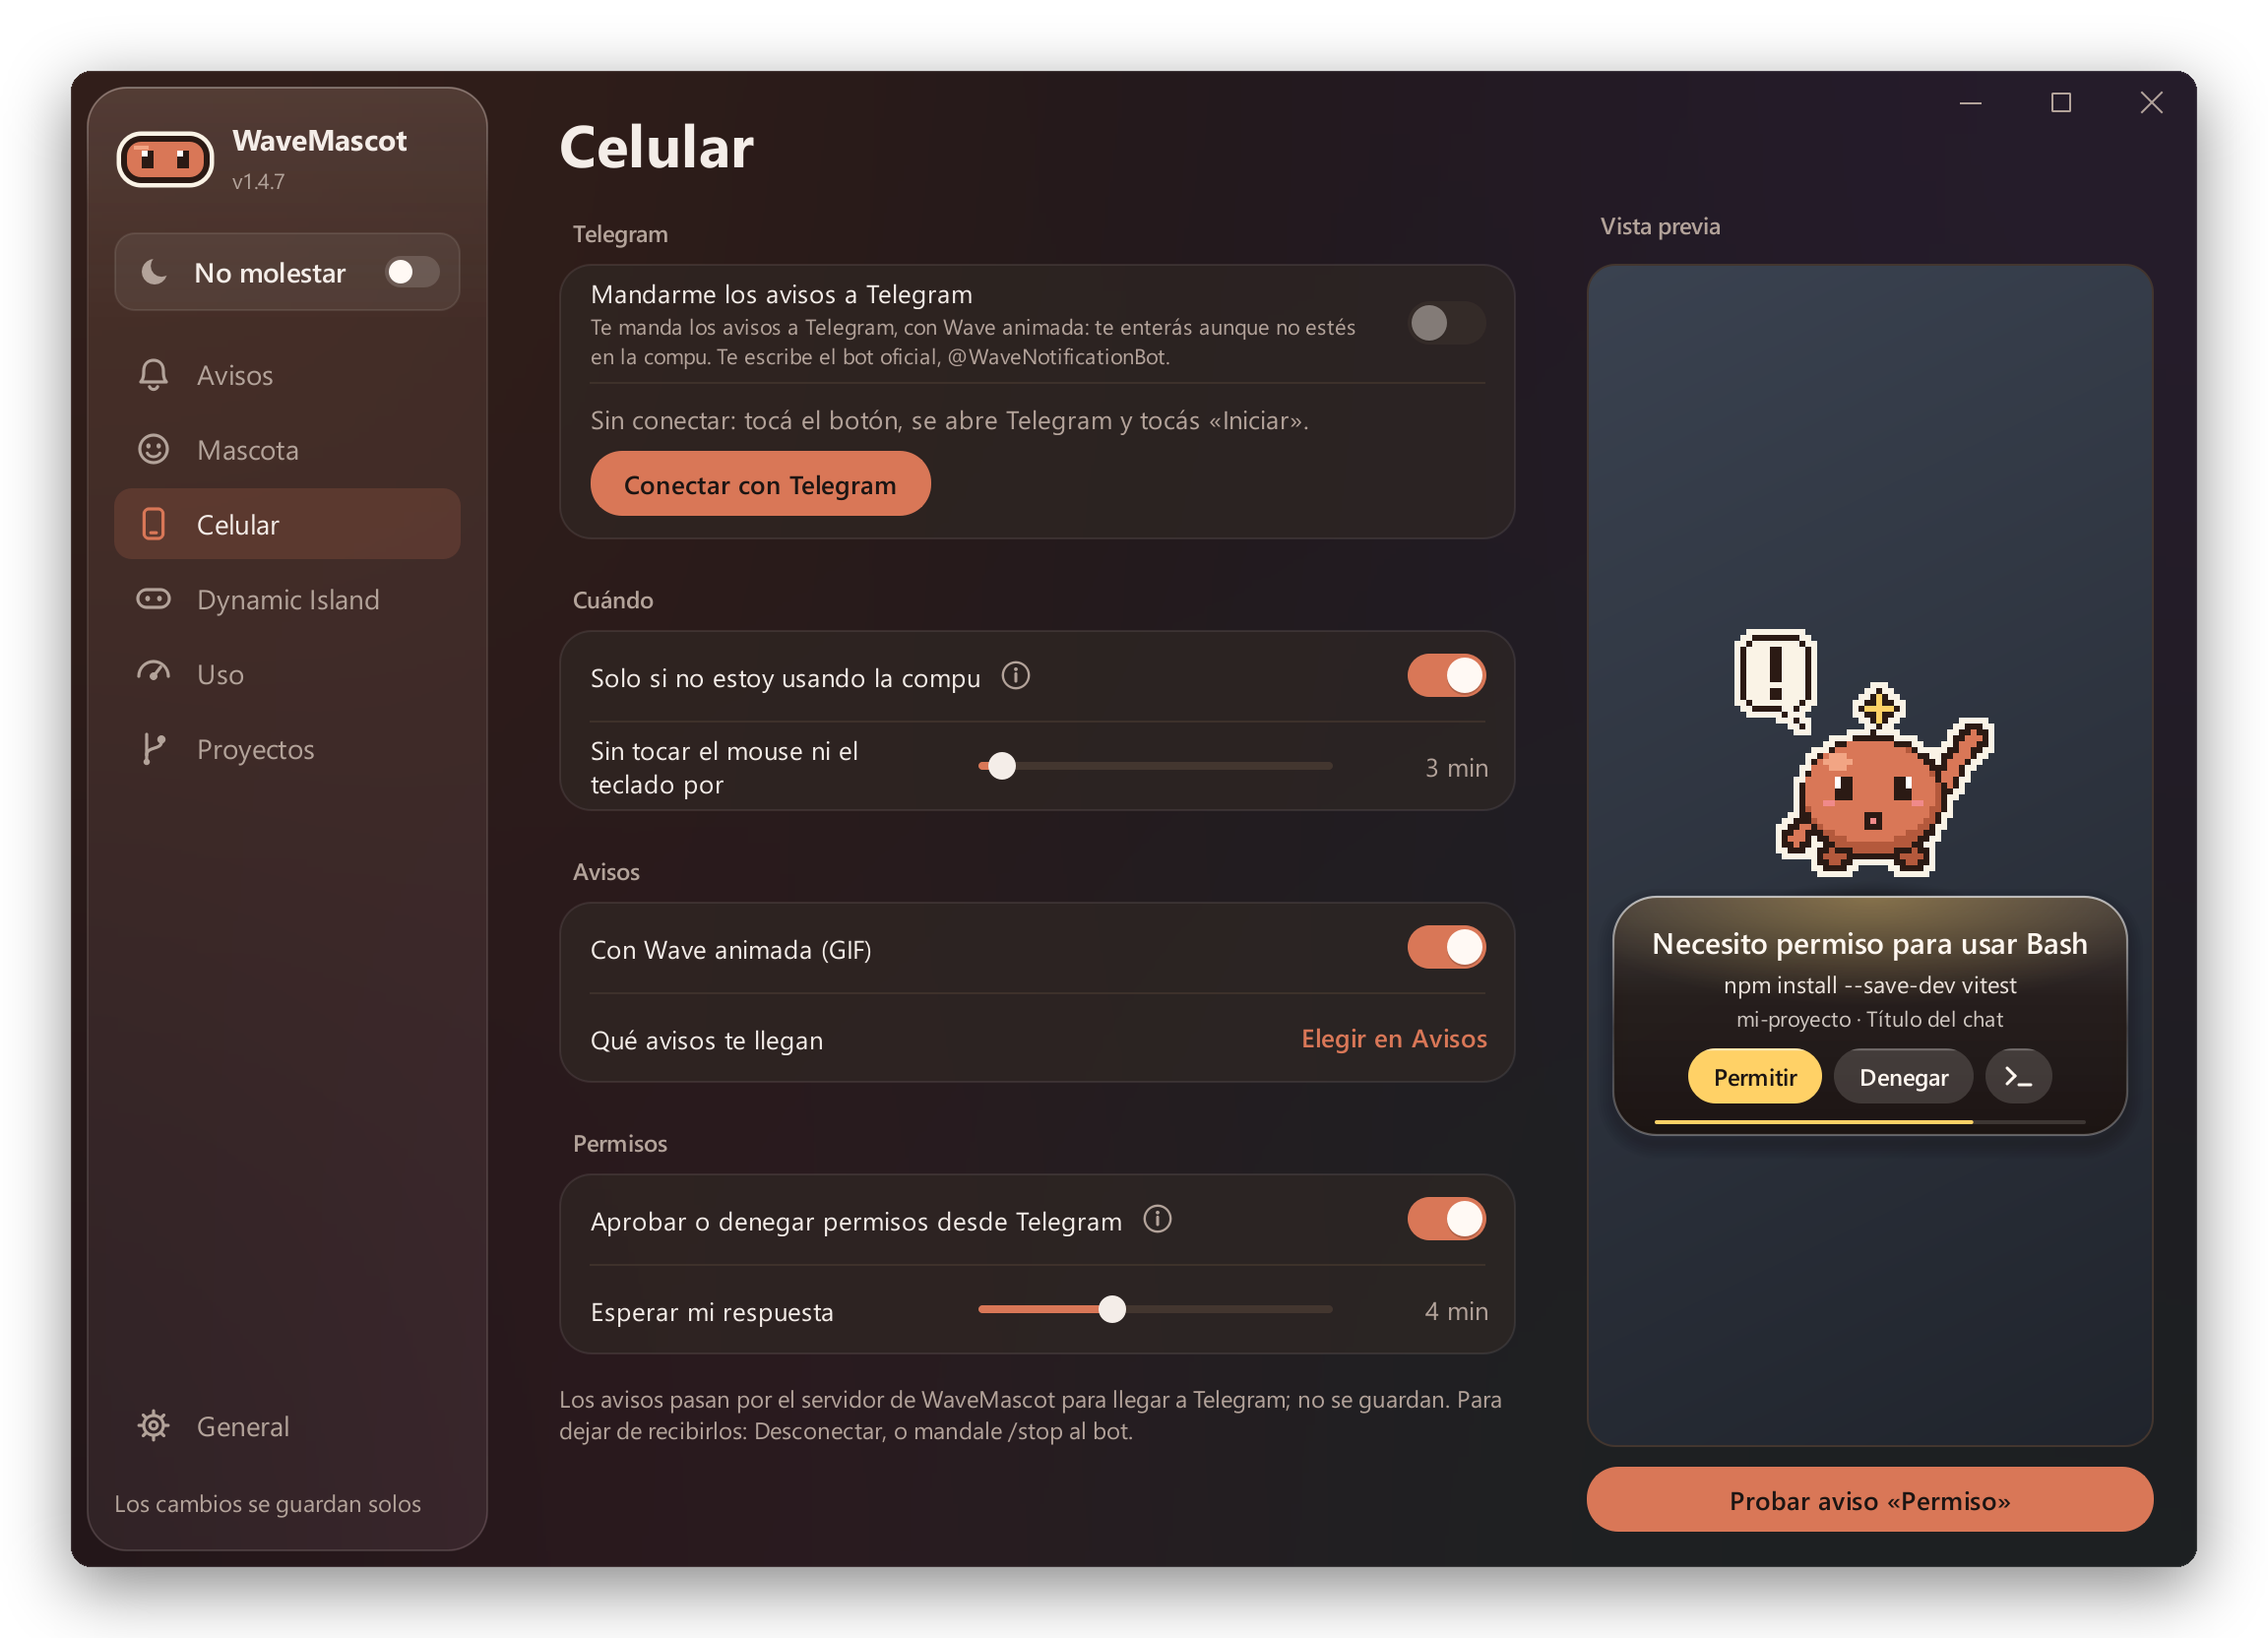 WaveMascot
v1.4.7
No molestar
Avisos
Mascota
Celular
Dynamic Island
Uso
Proyectos
General
Los cambios se guardan solos
Celular
Telegram
Mandarme los avisos a Telegram
Te manda los avisos a Telegram, con Wave animada: te enterás aunque no estés
en la compu. Te escribe el bot oficial, @WaveNotificationBot.
Sin conectar: tocá el botón, se abre Telegram y tocás «Iniciar».
Conectar con Telegram
Cuándo
Solo si no estoy usando la compu
Sin tocar el mouse ni el
teclado por
3 min
Avisos
Con Wave animada (GIF)
Qué avisos te llegan
Elegir en Avisos
Permisos
Aprobar o denegar permisos desde Telegram
Esperar mi respuesta
4 min
Los avisos pasan por el servidor de WaveMascot para llegar a Telegram; no se guardan. Para
dejar de recibirlos: Desconectar, o mandale /stop al bot.
Vista previa
!
Necesito permiso para usar Bash
npm install --save-dev vitest
mi-proyecto · Título del chat
Permitir
Denegar
Probar aviso «Permiso»